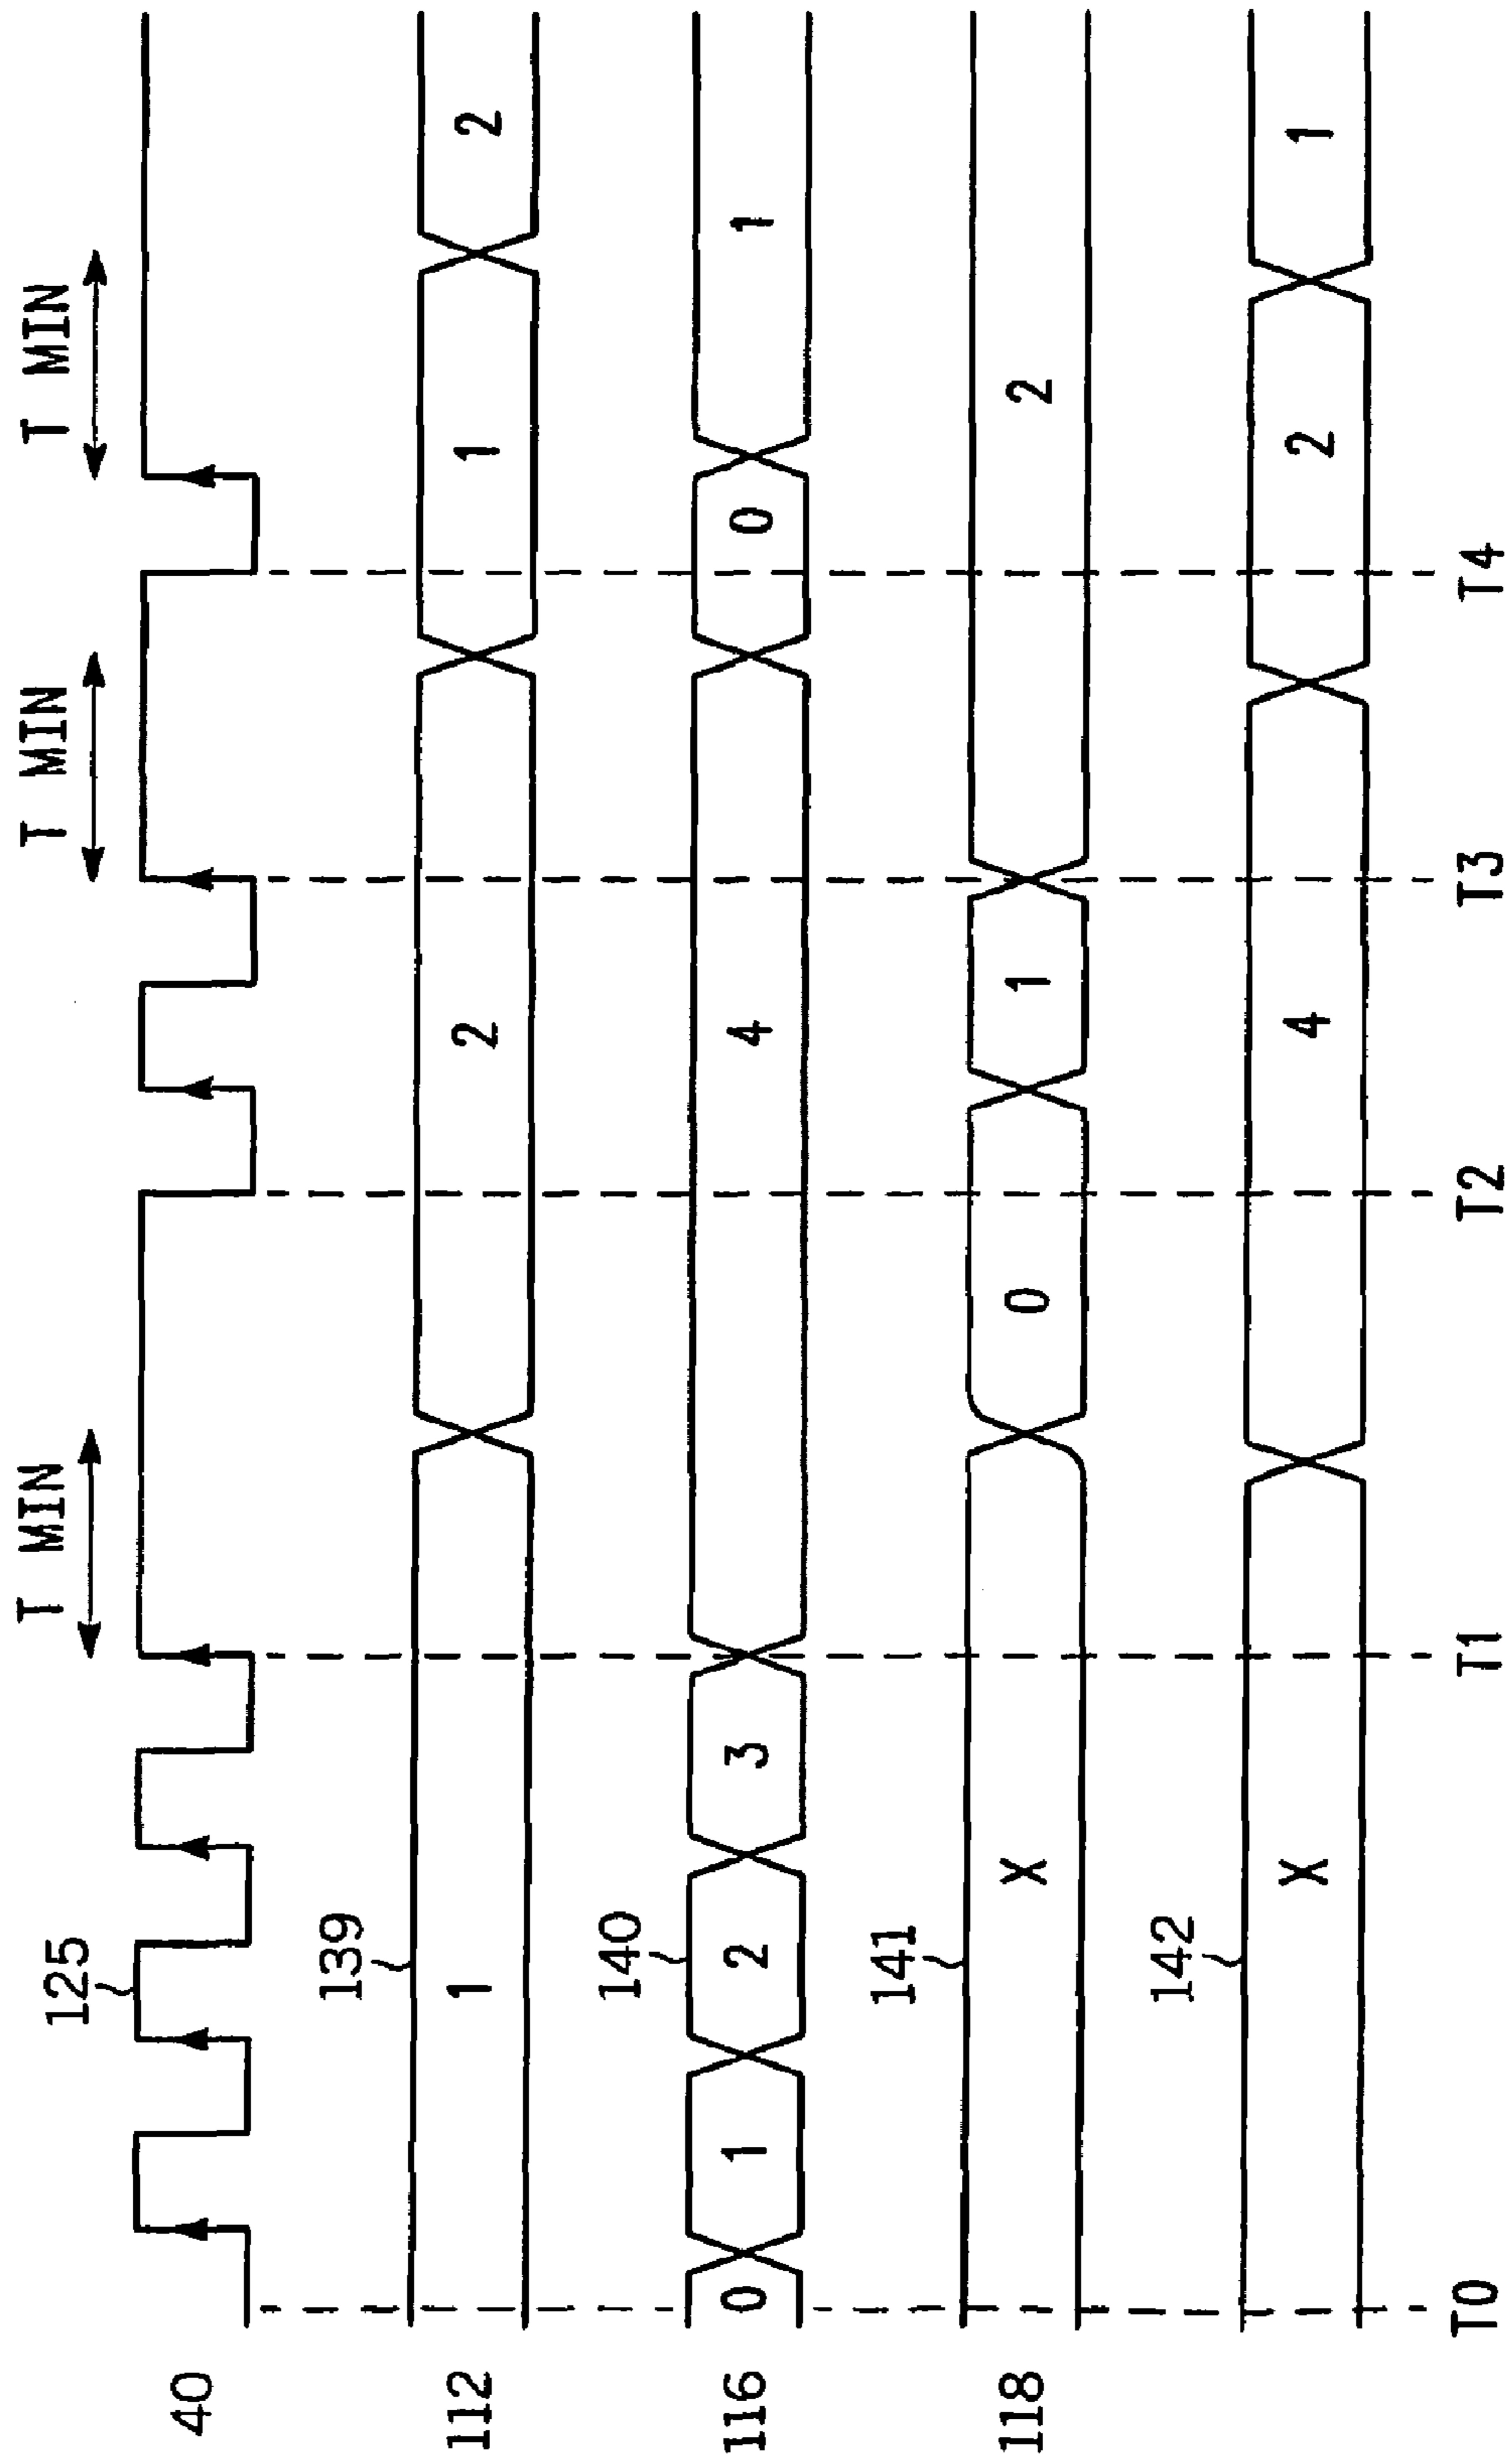 T MIN T MIN T MIN
40 125
112 139 1 2 1 2
116 140 0 1 2 3 4 0 1
118 141 X 0 1 2
142 X 4 2 1
T0 T1 T2 T3 T4